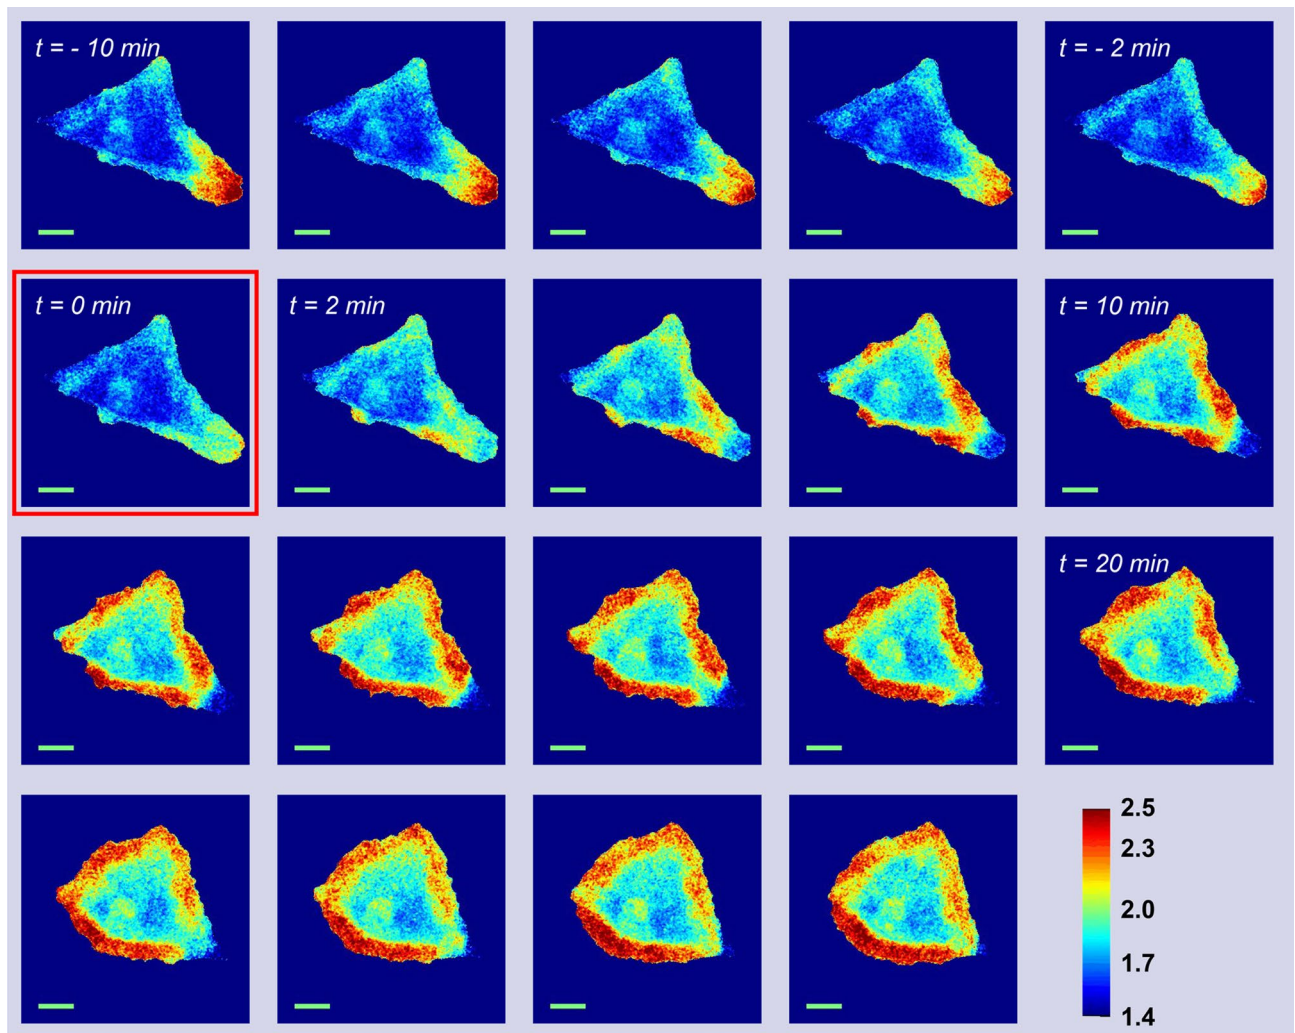 t = - 10 min
t = - 2 min
t = 0 min
t = 2 min
t = 10 min
t = 20 min
2.5
2.3
2.0
1.7
1.4